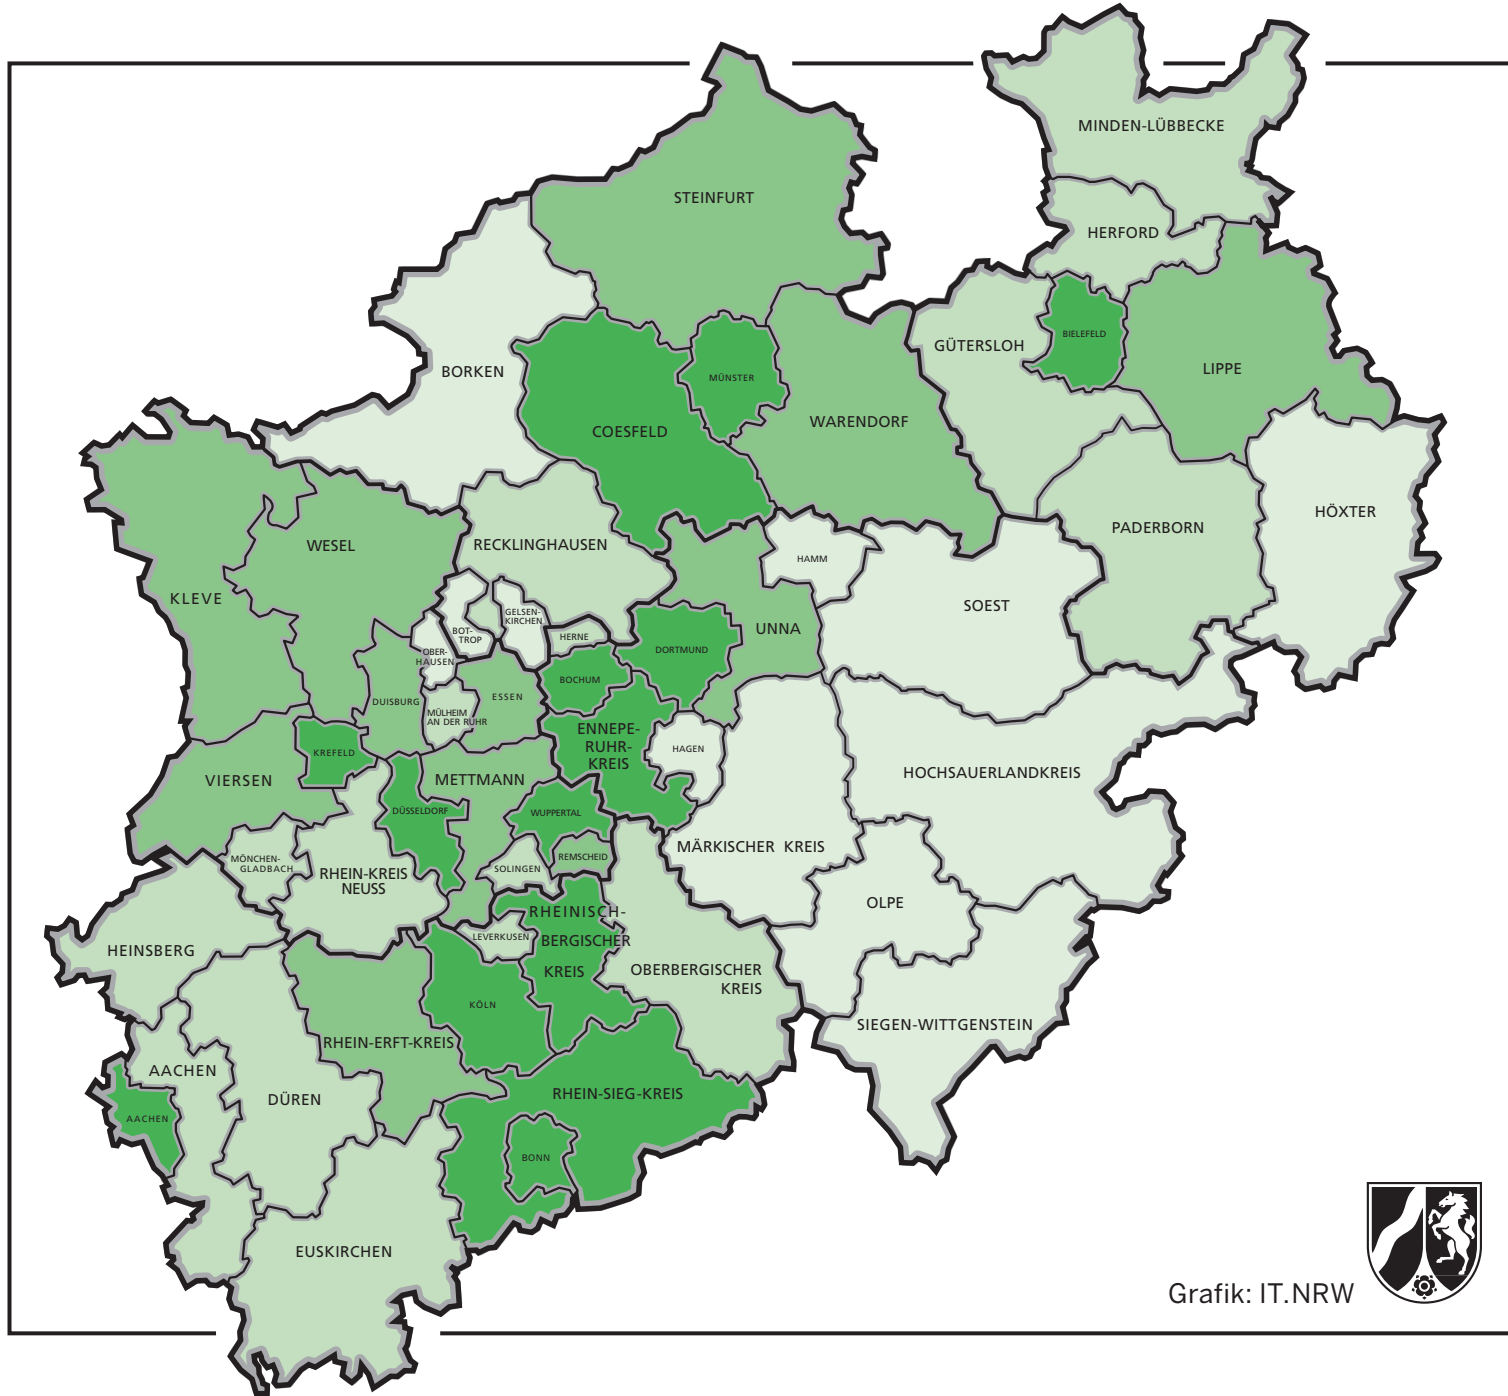 MINDEN-LÜBBECKE
STEINFURT
HERFORD
BIELEFELD
GÜTERSLOH
LIPPE
BORKEN
MÜNSTER
COESFELD
WARENDORF
HÖXTER
PADERBORN
WESEL
RECKLINGHAUSEN
HAMM
KLEVE
SOEST
GELSEN-
KIRCHEN
BOT-
TROP
HERNE
UNNA
OBER-
HAUSEN
DORTMUND
BOCHUM
DUISBURG
ESSEN
MÜLHEIM
AN DER RUHR
ENNEPE-
RUHR-
KREIS
HAGEN
KREFELD
VIERSEN
METTMANN
HOCHSAUERLANDKREIS
DÜSSELDORF
WUPPERTAL
MÄRKISCHER KREIS
MÖNCHEN-
GLADBACH
RHEIN-KREIS
NEUSS
SOLINGEN
REMSCHEID
OLPE
RHEINISCH-
BERGISCHER
KREIS
LEVERKUSEN
HEINSBERG
OBERBERGISCHER
KREIS
KÖLN
SIEGEN-WITTGENSTEIN
RHEIN-ERFT-KREIS
AACHEN
DÜREN
RHEIN-SIEG-KREIS
AACHEN
BONN
EUSKIRCHEN
Grafik: IT.NRW